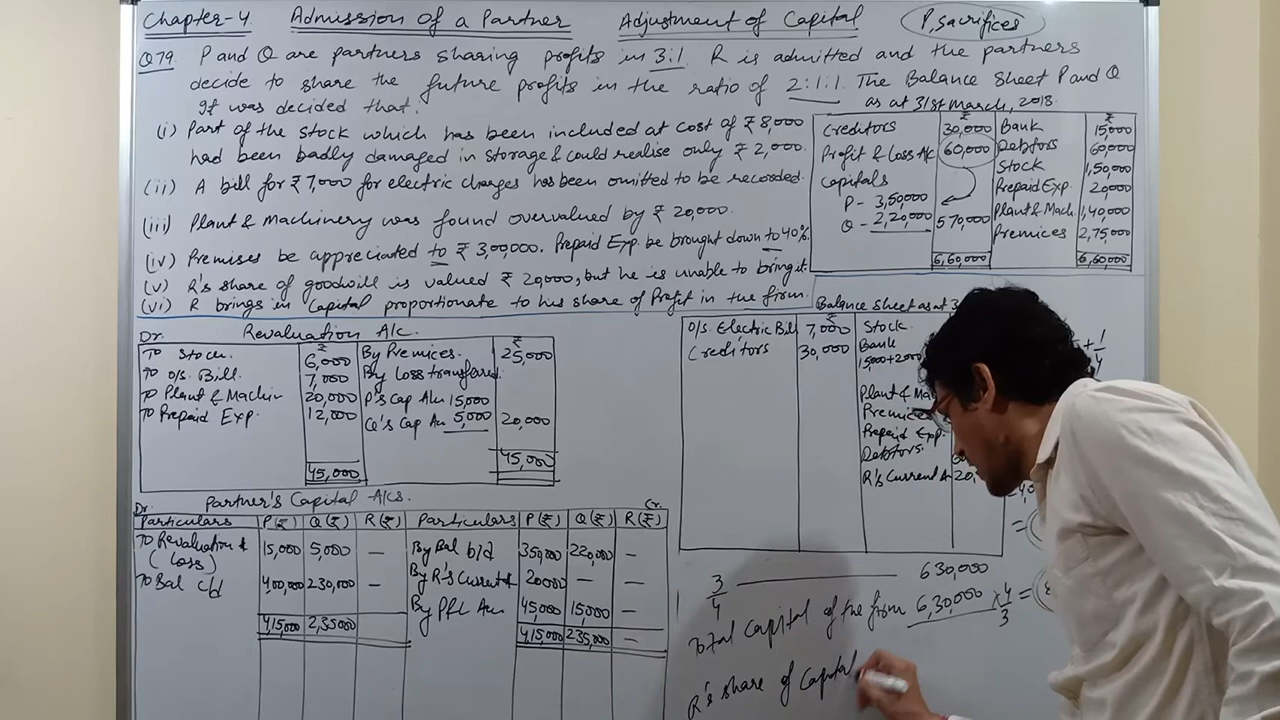 Chapter-4 Admission of a Partner Adjustment of Capital P, sacrifices
Q79. P and Q are partners sharing profits in 3:1. R is admitted and the partners
decide to share the future profits in the ratio of 2:1:1. The Balance Sheet P and Q
It was decided that. as at 31st March, 2018
(i) Part of the stock which has been included at cost of ₹ 8,000
had been badly damaged in storage & could realise only ₹ 2,000.
(ii) A bill for ₹ 7,000 for electric charges has been omitted to be recorded.
(iii) Plant & Machinery was found overvalued by ₹ 20,000.
(iv) Premises be appreciated to ₹ 3,00,000. Prepaid Exp. be brought down to 40%.
(v) R's share of goodwill is valued ₹ 20,000, but he is unable to bring it.
(vi) R brings in Capital proportionate to his share of Profit in the firm.
₹ ₹
Creditors 30,000 Bank 15,000
Profit & Loss A/c 60,000 Debtors 60,000
Capitals Stock 1,50,000
P - 3,50,000 Prepaid Exp. 20,000
Q - 2,20,000 5,70,000 Plant & Mach. 1,40,000
Premices 2,75,000
6,60,000 6,60,000
Dr. Revaluation A/c.
₹ ₹
To Stock. 6,000 By Premices. 25,000
To O/s. Bill. 7,000 By Loss transferred.
To Plant & Machin 20,000 P's Cap A/c 15,000
To Prepaid Exp. 12,000 Q's Cap A/c 5,000 20,000
45,000 45,000
Partner's Capital A/cs.
Dr. Cr.
Particulars P(₹) Q(₹) R(₹) Particulars P(₹) Q(₹) R(₹)
To Revaluation A 15,000 5,000 — By Bal b/d 350,000 220,000 —
(Loss) By R's Current A 20000 — —
To Bal c/d 400,000 230,000 — By P/L A/c 45,000 15,000 —
415,000 2,35000 415,000 235,000 —
Balance Sheet as at 3
O/S. Electric Bill 7,000 Stock
Creditors 30,000 Bank
Plant & Mac
Premice
Prepaid Exp.
Debtors.
R's Current A 20,
3/4 630,000
Total capital of the firm 6,30,000 × 4/3 =
R's share of Capital